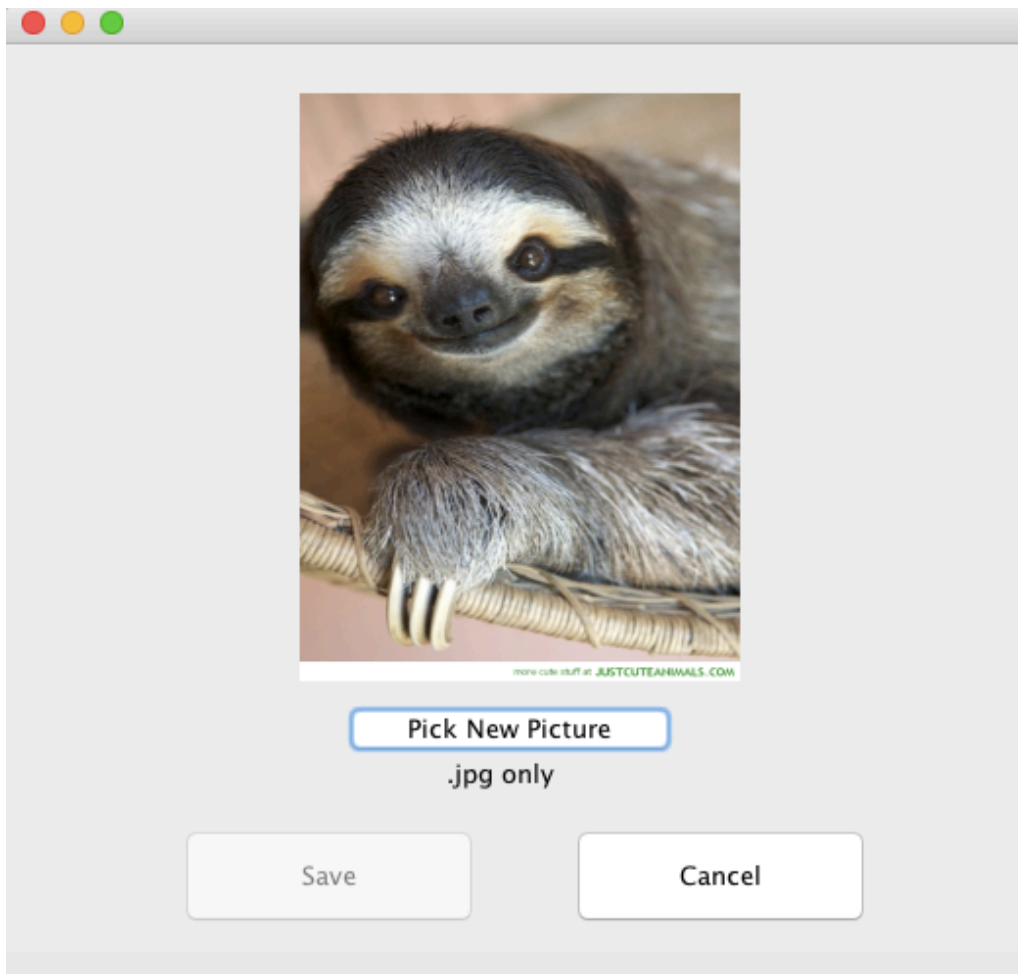 more cute stuff at JUSTCUTEANIMALS.COM
Pick New Picture
.jpg only
Save
Cancel